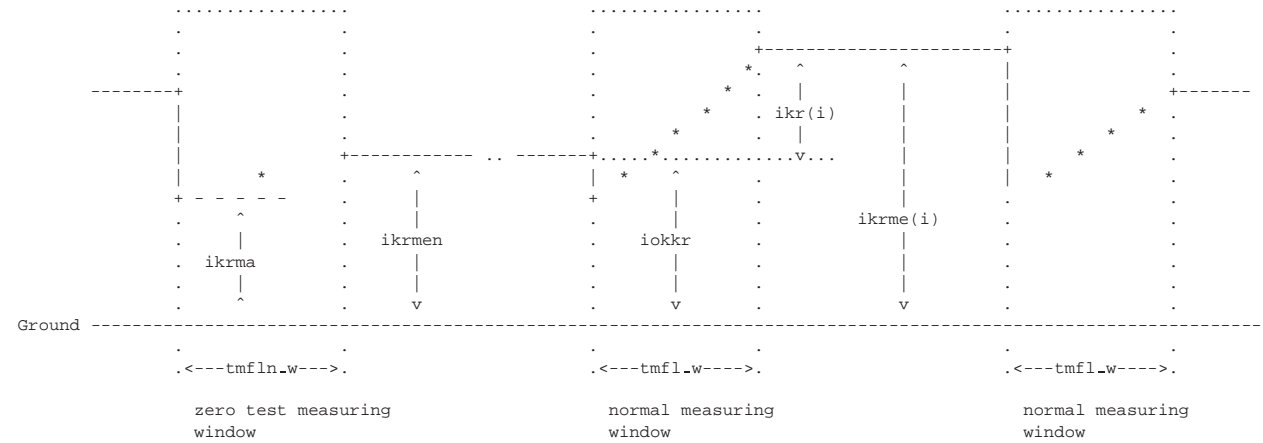 ikr(i)
ikrme(i)
ikrmen
iokkr
ikrma
Ground
<---tmfln_w--->.
<---tmfl_w---->.
<---tmfl_w---->.
zero test measuring
window
normal measuring
window
normal measuring
window